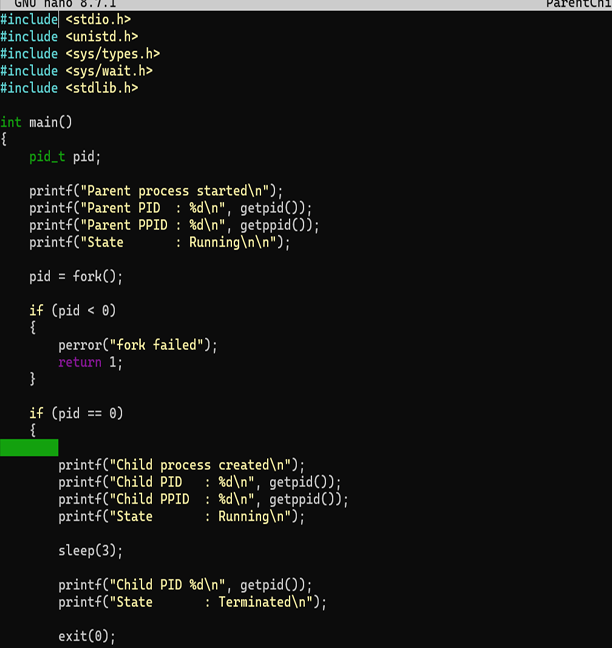 GNU nano 8.7.1 ParentChi
#include <stdio.h>
#include <unistd.h>
#include <sys/types.h>
#include <sys/wait.h>
#include <stdlib.h>
int main()
{
    pid_t pid;
    printf("Parent process started\n");
    printf("Parent PID  : %d\n", getpid());
    printf("Parent PPID : %d\n", getppid());
    printf("State       : Running\n\n");
    pid = fork();
    if (pid < 0)
    {
        perror("fork failed");
        return 1;
    }
    if (pid == 0)
    {
        printf("Child process created\n");
        printf("Child PID   : %d\n", getpid());
        printf("Child PPID  : %d\n", getppid());
        printf("State       : Running\n");
        sleep(3);
        printf("Child PID %d\n", getpid());
        printf("State       : Terminated\n");
        exit(0);